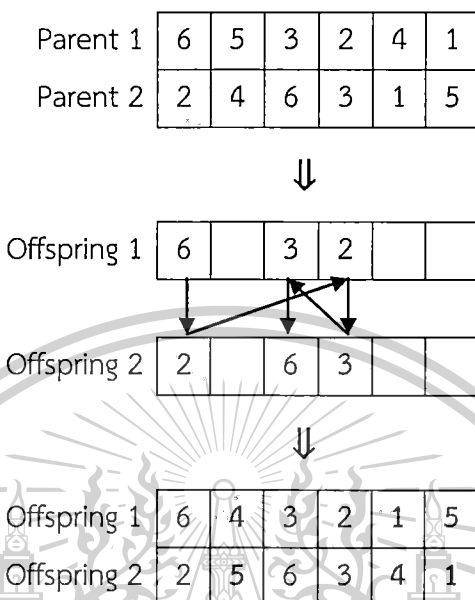 Parent 1 6 5 3 2 4 1
Parent 2 2 4 6 3 1 5
⇓
Offspring 1 6 3 2
Offspring 2 2 6 3
⇓
Offspring 1 6 4 3 2 1 5
Offspring 2 2 5 6 3 4 1